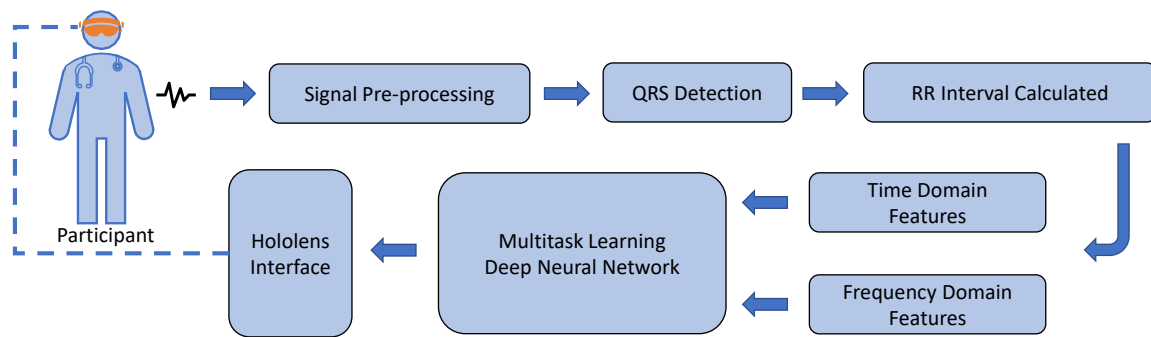 Participant
Signal Pre-processing
QRS Detection
RR Interval Calculated
Time Domain
Features
Frequency Domain
Features
Multitask Learning
Deep Neural Network
Hololens
Interface